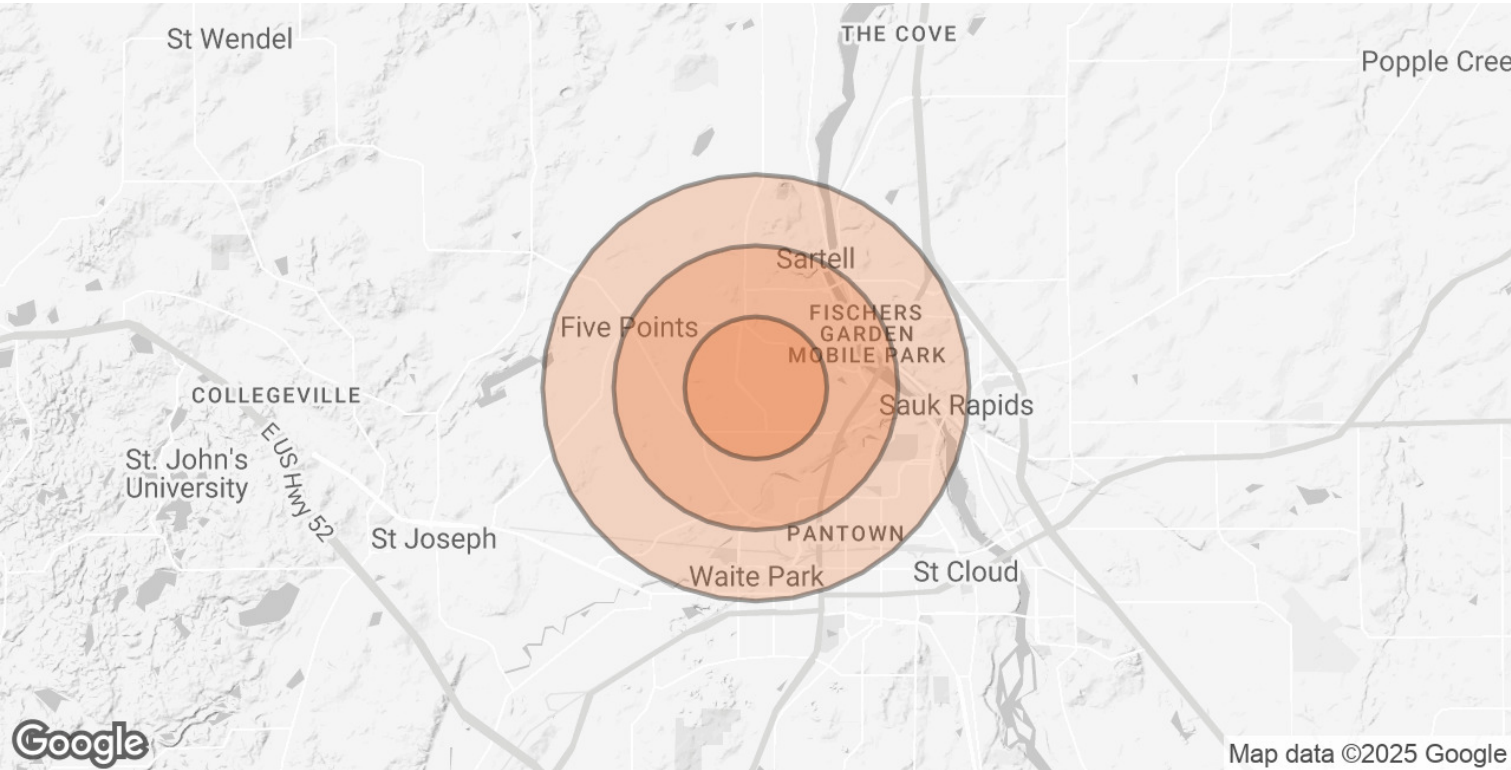 St Wendel
THE COVE
Popple Cree
Sartell
FISCHERS
GARDEN
MOBILE PARK
Five Points
COLLEGEVILLE
Sauk Rapids
E US Hwy 52
St. John's
University
St Joseph
PANTOWN
Waite Park
St Cloud
Google
Map data ©2025 Google